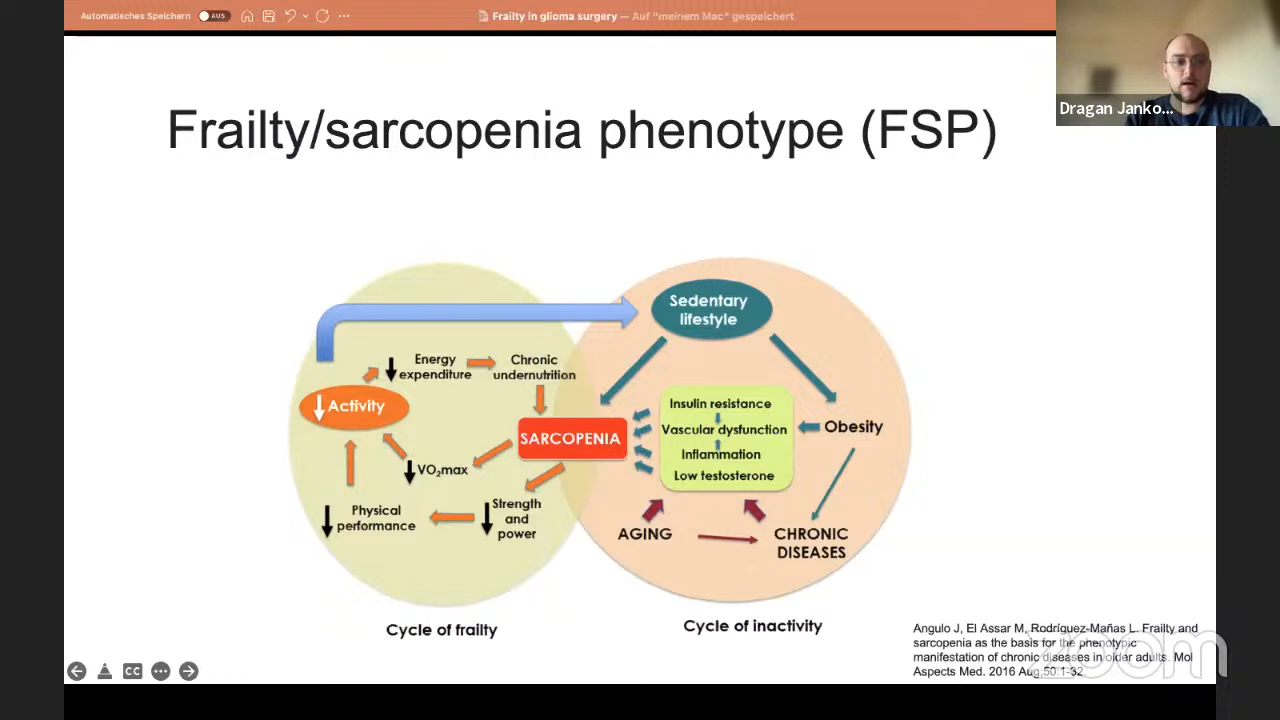 Automatisches Speichern AUS
Frailty in glioma surgery — Auf "meinem Mac" gespeichert
Dragan Janko...
Frailty/sarcopenia phenotype (FSP)
Sedentary
lifestyle
Energy
expenditure
Chronic
undernutrition
Activity
SARCOPENIA
VO₂max
Strength
and
power
Physical
performance
Insulin resistance
Vascular dysfunction
Inflammation
Low testosterone
Obesity
AGING
CHRONIC
DISEASES
Cycle of frailty
Cycle of inactivity
Angulo J, El Assar M, Rodríguez-Mañas L. Frailty and
sarcopenia as the basis for the phenotypic
manifestation of chronic diseases in older adults. Mol
Aspects Med. 2016 Aug;50:1-32.
zoom
CC